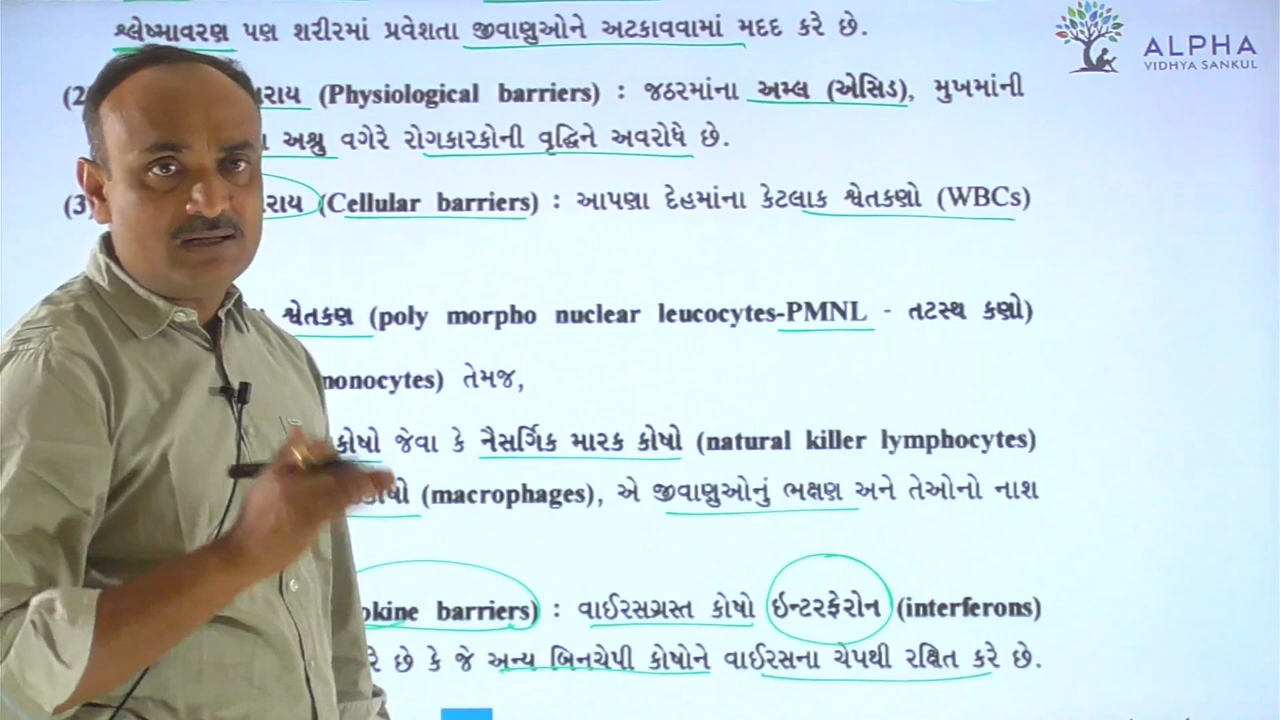 શ્લેષ્માવરણ પણ શરીરમાં પ્રવેશતા જીવાણુઓને અટકાવવામાં મદદ કરે છે.
ALPHA
VIDHYA SANKUL
(2 (Physiological barriers) : જઠરમાંના અમ્લ (એસિડ), મુખમાંની
અશ્રુ વગેરે રોગકારકોની વૃદ્ધિને અવરોધે છે.
(3) (Cellular barriers) : આપણા દેહમાંના કેટલાક શ્વેતકણો (WBCs)
શ્વેતકણ (poly morpho nuclear leucocytes-PMNL - તટસ્થ કણો)
monocytes) તેમજ,
કોષો જેવા કે નૈસર્ગિક મારક કોષો (natural killer lymphocytes)
(macrophages), એ જીવાણુઓનું ભક્ષણ અને તેઓનો નાશ
okine barriers) : વાઈરસગ્રસ્ત કોષો ઇન્ટરફેરોન (interferons)
છે કે જે અન્ય બિનચેપી કોષોને વાઈરસના ચેપથી રક્ષિત કરે છે.